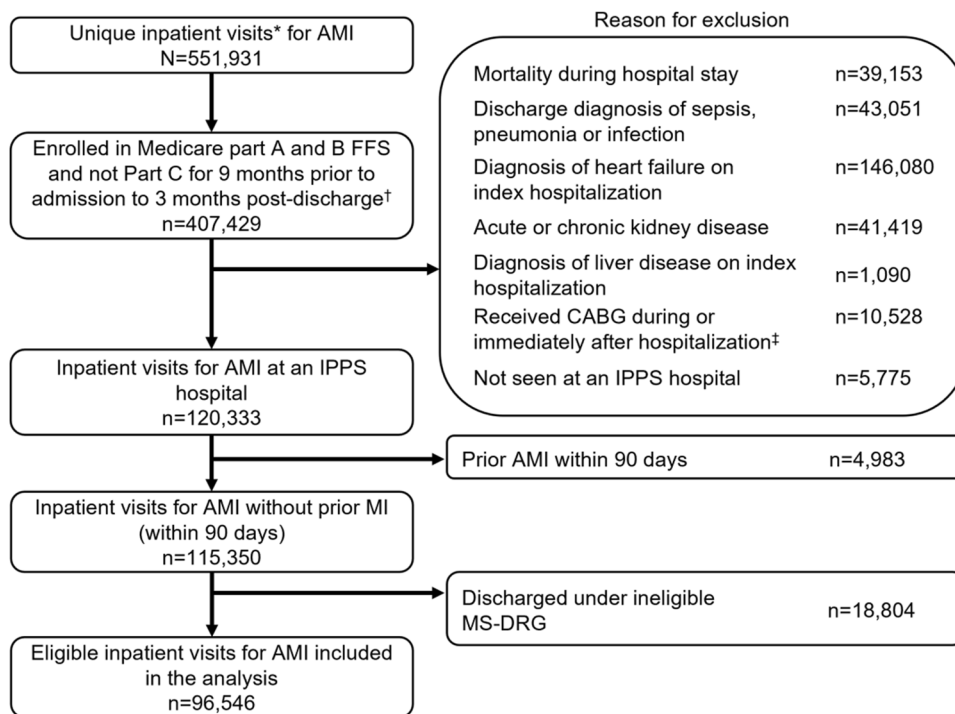 Unique inpatient visits* for AMI
N=551,931
Enrolled in Medicare part A and B FFS
and not Part C for 9 months prior to
admission to 3 months post-discharge†
n=407,429
Reason for exclusion
Mortality during hospital stay n=39,153
Discharge diagnosis of sepsis,
pneumonia or infection n=43,051
Diagnosis of heart failure on
index hospitalization n=146,080
Acute or chronic kidney disease n=41,419
Diagnosis of liver disease on index
hospitalization n=1,090
Received CABG during or
immediately after hospitalization‡ n=10,528
Not seen at an IPPS hospital n=5,775
Inpatient visits for AMI at an IPPS
hospital
n=120,333
Prior AMI within 90 days n=4,983
Inpatient visits for AMI without prior MI
(within 90 days)
n=115,350
Discharged under ineligible
MS-DRG n=18,804
Eligible inpatient visits for AMI included
in the analysis
n=96,546